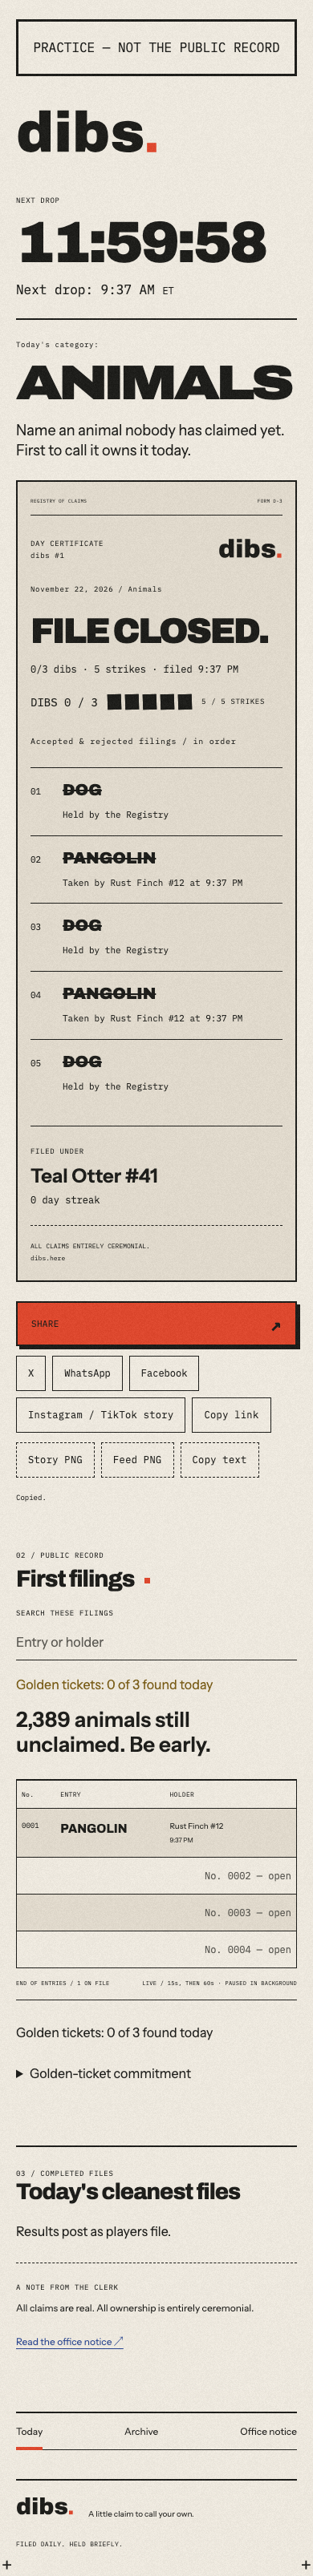 PRACTICE — NOT THE PUBLIC RECORD
dibs.
NEXT DROP
11:59:58
Next drop: 9:37 AM ET
Today's category:
ANIMALS
Name an animal nobody has claimed yet.
First to call it owns it today.
REGISTRY OF CLAIMS
FORM D-3
DAY CERTIFICATE
dibs #1
dibs.
November 22, 2026 / Animals
FILE CLOSED.
0/3 dibs · 5 strikes · filed 9:37 PM
DIBS 0 / 3
5 / 5 STRIKES
Accepted & rejected filings / in order
01 DOG
Held by the Registry
02 PANGOLIN
Taken by Rust Finch #12 at 9:37 PM
03 DOG
Held by the Registry
04 PANGOLIN
Taken by Rust Finch #12 at 9:37 PM
05 DOG
Held by the Registry
FILED UNDER
Teal Otter #41
0 day streak
ALL CLAIMS ENTIRELY CEREMONIAL.
dibs.here
SHARE ↗
X
WhatsApp
Facebook
Instagram / TikTok story
Copy link
Story PNG
Feed PNG
Copy text
Copied.
02 / PUBLIC RECORD
First filings
SEARCH THESE FILINGS
Entry or holder
Golden tickets: 0 of 3 found today
2,389 animals still
unclaimed. Be early.
No. ENTRY HOLDER
0001 PANGOLIN Rust Finch #12
9:37 PM
No. 0002 — open
No. 0003 — open
No. 0004 — open
END OF ENTRIES / 1 ON FILE
LIVE / 15s, THEN 60s · PAUSED IN BACKGROUND
Golden tickets: 0 of 3 found today
▶ Golden-ticket commitment
03 / COMPLETED FILES
Today's cleanest files
Results post as players file.
A NOTE FROM THE CLERK
All claims are real. All ownership is entirely ceremonial.
Read the office notice ↗
Today
Archive
Office notice
dibs.
A little claim to call your own.
FILED DAILY. HELD BRIEFLY.